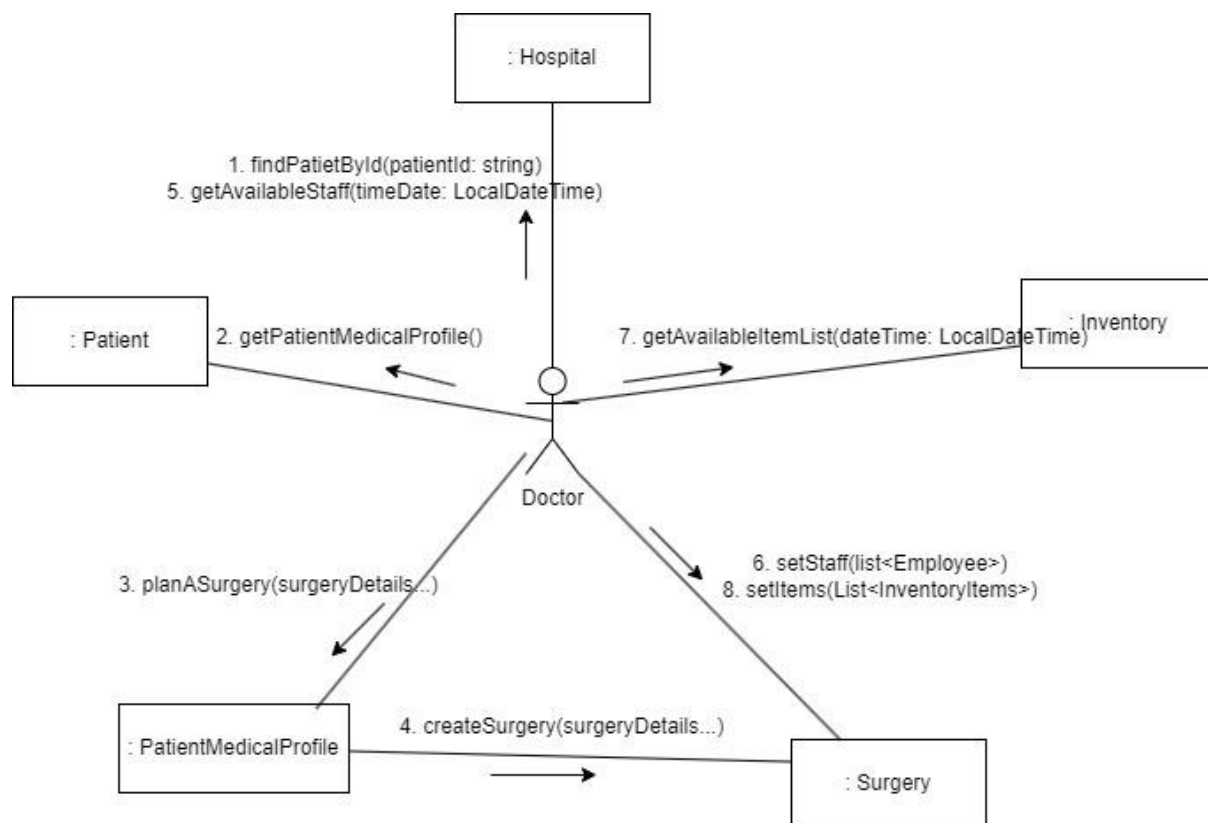 : Hospital
1. findPatietById(patientId: string)
5. getAvailableStaff(timeDate: LocalDateTime)
: Patient
2. getPatientMedicalProfile()
7. getAvailableItemList(dateTime: LocalDateTime)
: Inventory
Doctor
3. planASurgery(surgeryDetails...)
6. setStaff(list<Employee>)
8. setItems(List<InventoryItems>)
: PatientMedicalProfile
4. createSurgery(surgeryDetails...)
: Surgery